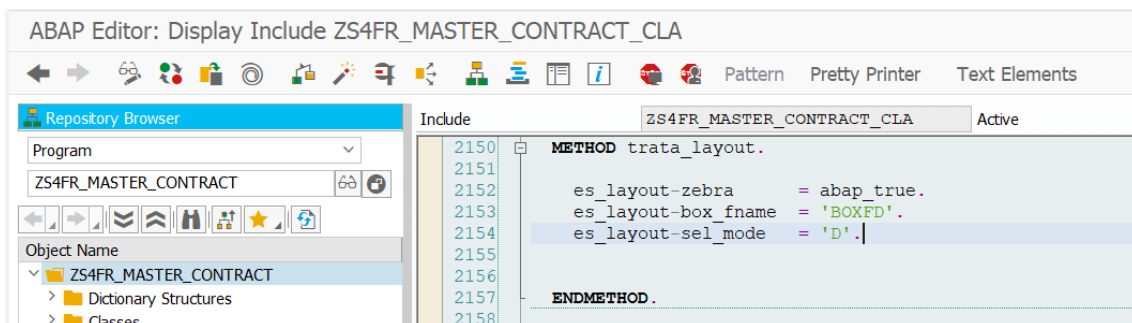 ABAP Editor: Display Include ZS4FR_MASTER_CONTRACT_CLA
Pattern Pretty Printer Text Elements
Repository Browser
Program
ZS4FR_MASTER_CONTRACT
Object Name
ZS4FR_MASTER_CONTRACT
Dictionary Structures
Classes
Include ZS4FR_MASTER_CONTRACT_CLA Active
2150 METHOD trata_layout.
2151
2152 es_layout-zebra = abap_true.
2153 es_layout-box_fname = 'BOXFD'.
2154 es_layout-sel_mode = 'D'.
2155
2156
2157 ENDMETHOD.
2158